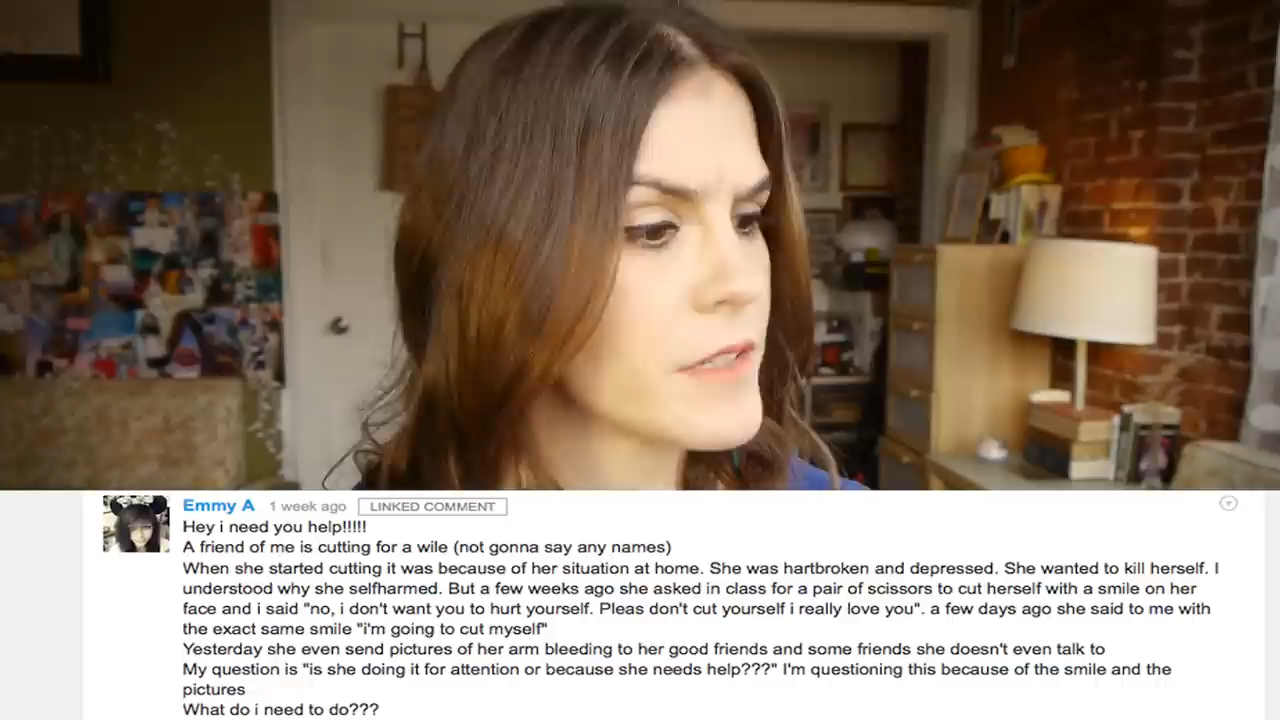 Emmy A 1 week ago LINKED COMMENT
Hey i need you help!!!!!
A friend of me is cutting for a wile (not gonna say any names)
When she started cutting it was because of her situation at home. She was hartbroken and depressed. She wanted to kill herself. I
understood why she selfharmed. But a few weeks ago she asked in class for a pair of scissors to cut herself with a smile on her
face and i said "no, i don't want you to hurt yourself. Pleas don't cut yourself i really love you". a few days ago she said to me with
the exact same smile "i'm going to cut myself"
Yesterday she even send pictures of her arm bleeding to her good friends and some friends she doesn't even talk to
My question is "is she doing it for attention or because she needs help???" I'm questioning this because of the smile and the
pictures
What do i need to do???